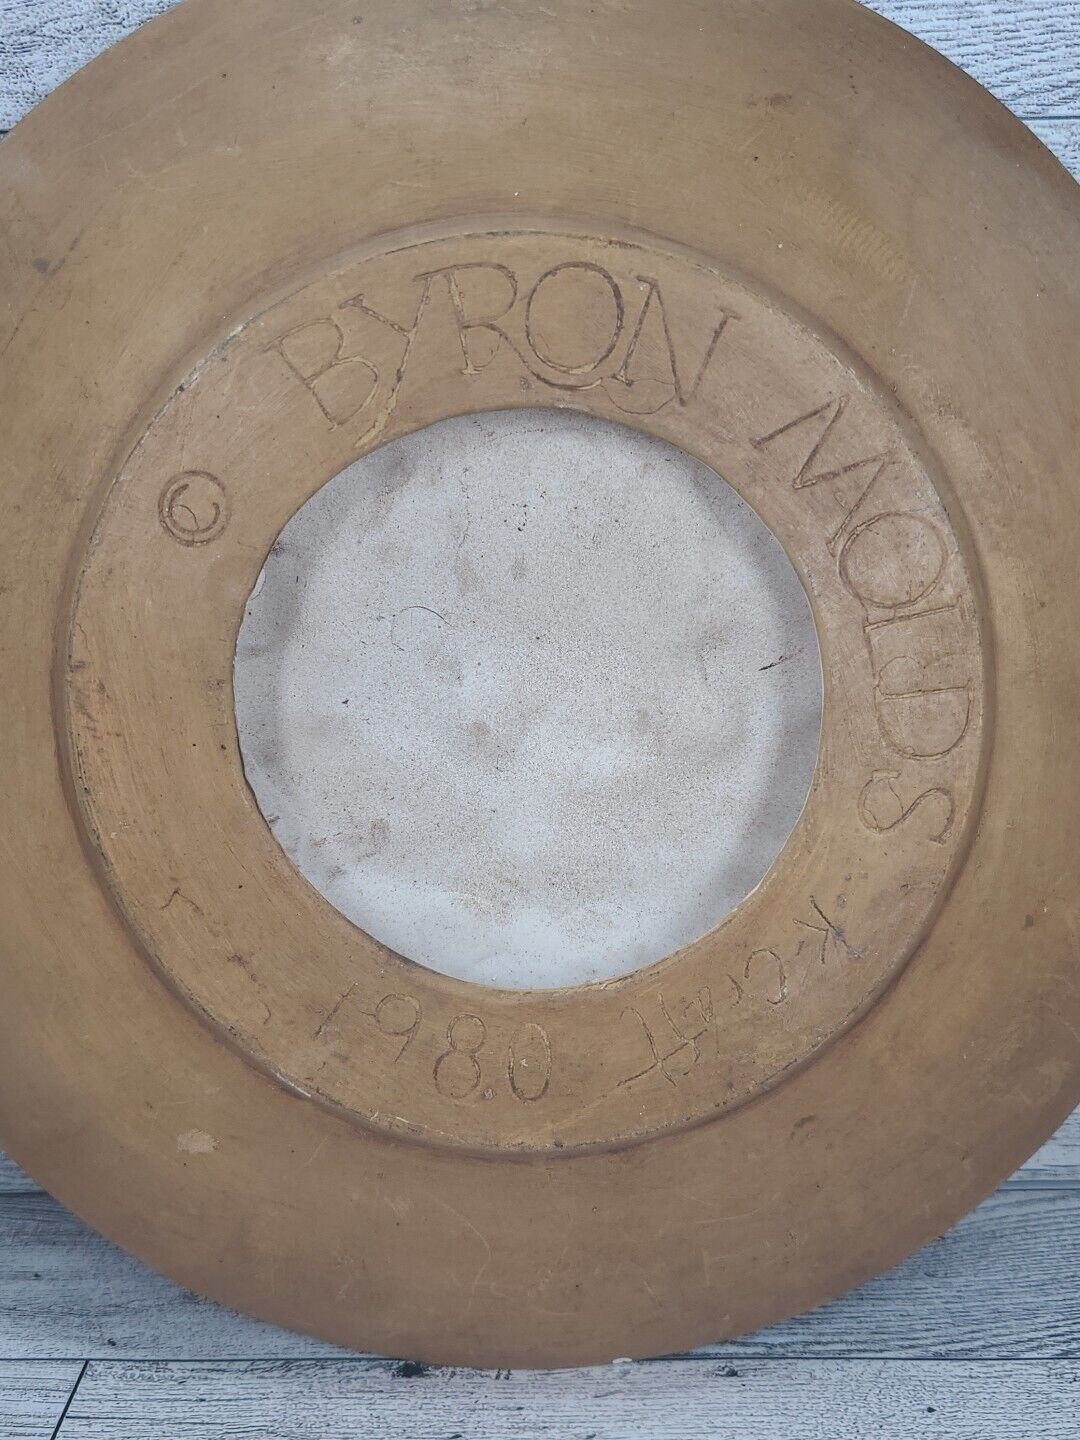 © BYRON MOLDS
K-Craft
1980